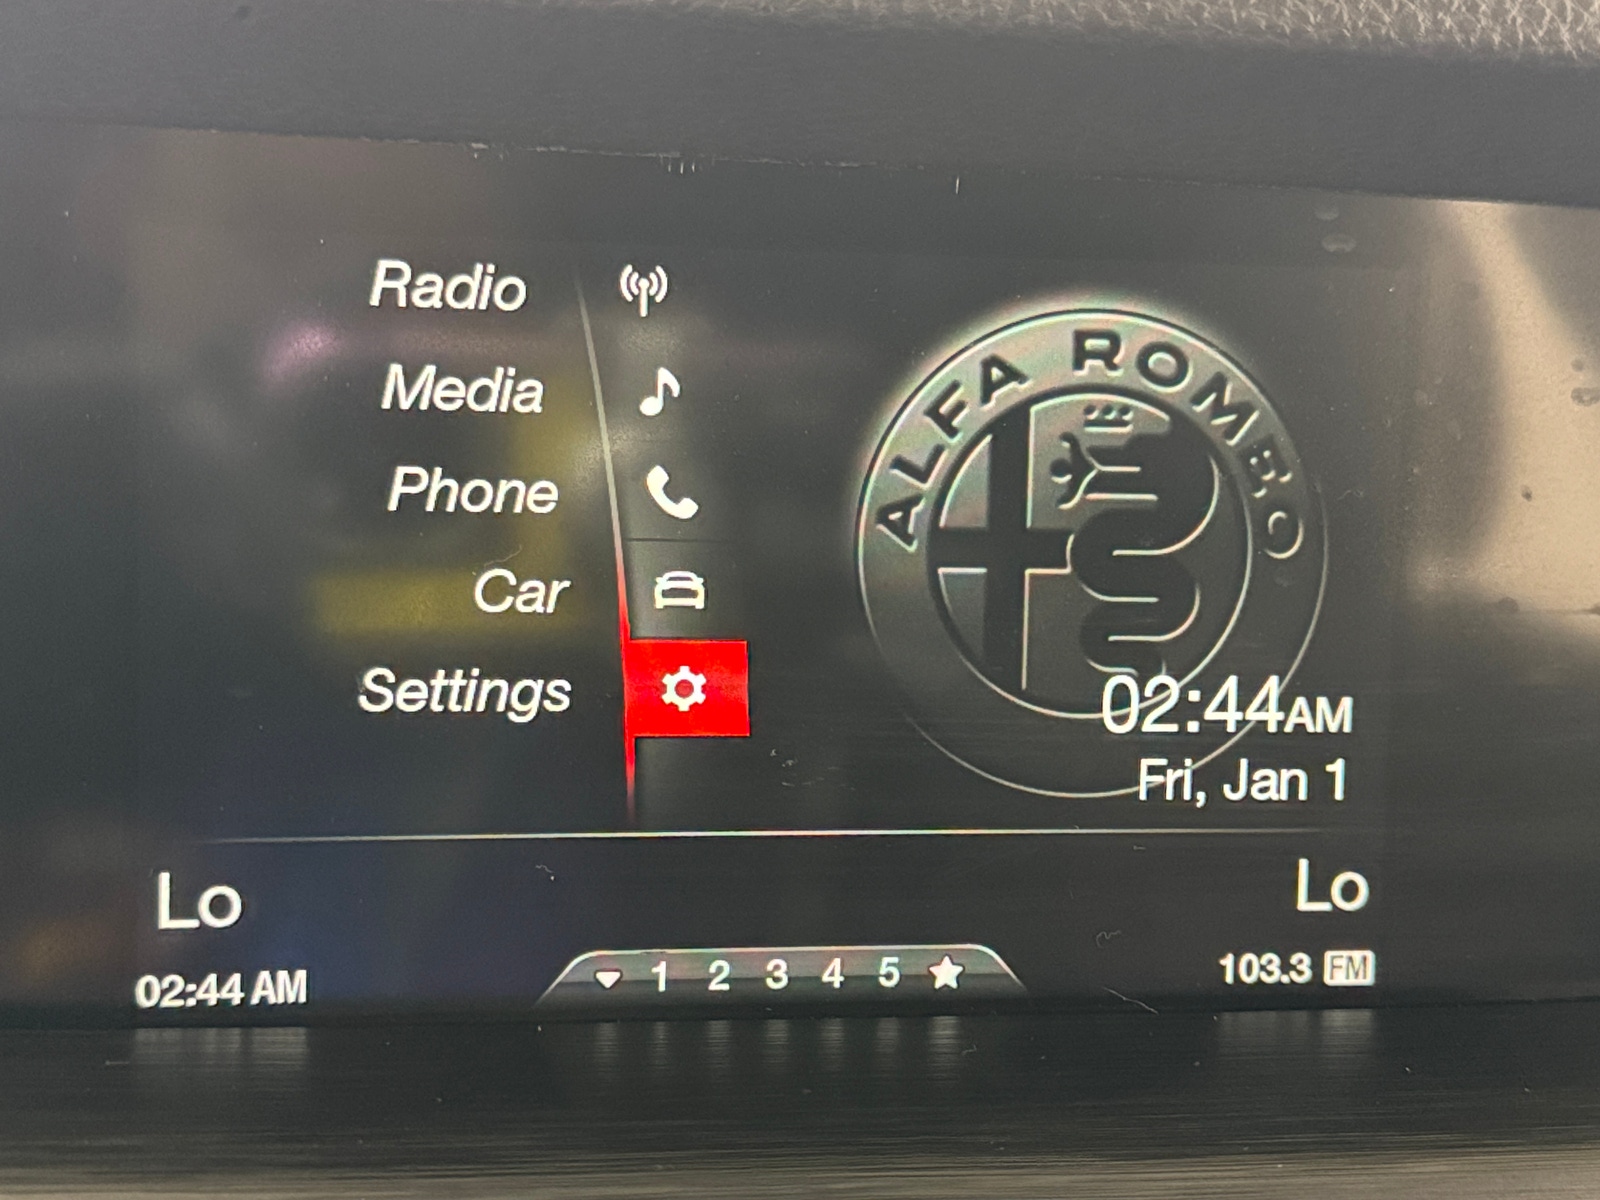 Radio
Media
Phone
Car
Settings
ALFA ROMEO
02:44AM
Fri, Jan 1
Lo
Lo
02:44 AM
1 2 3 4 5
103.3 FM